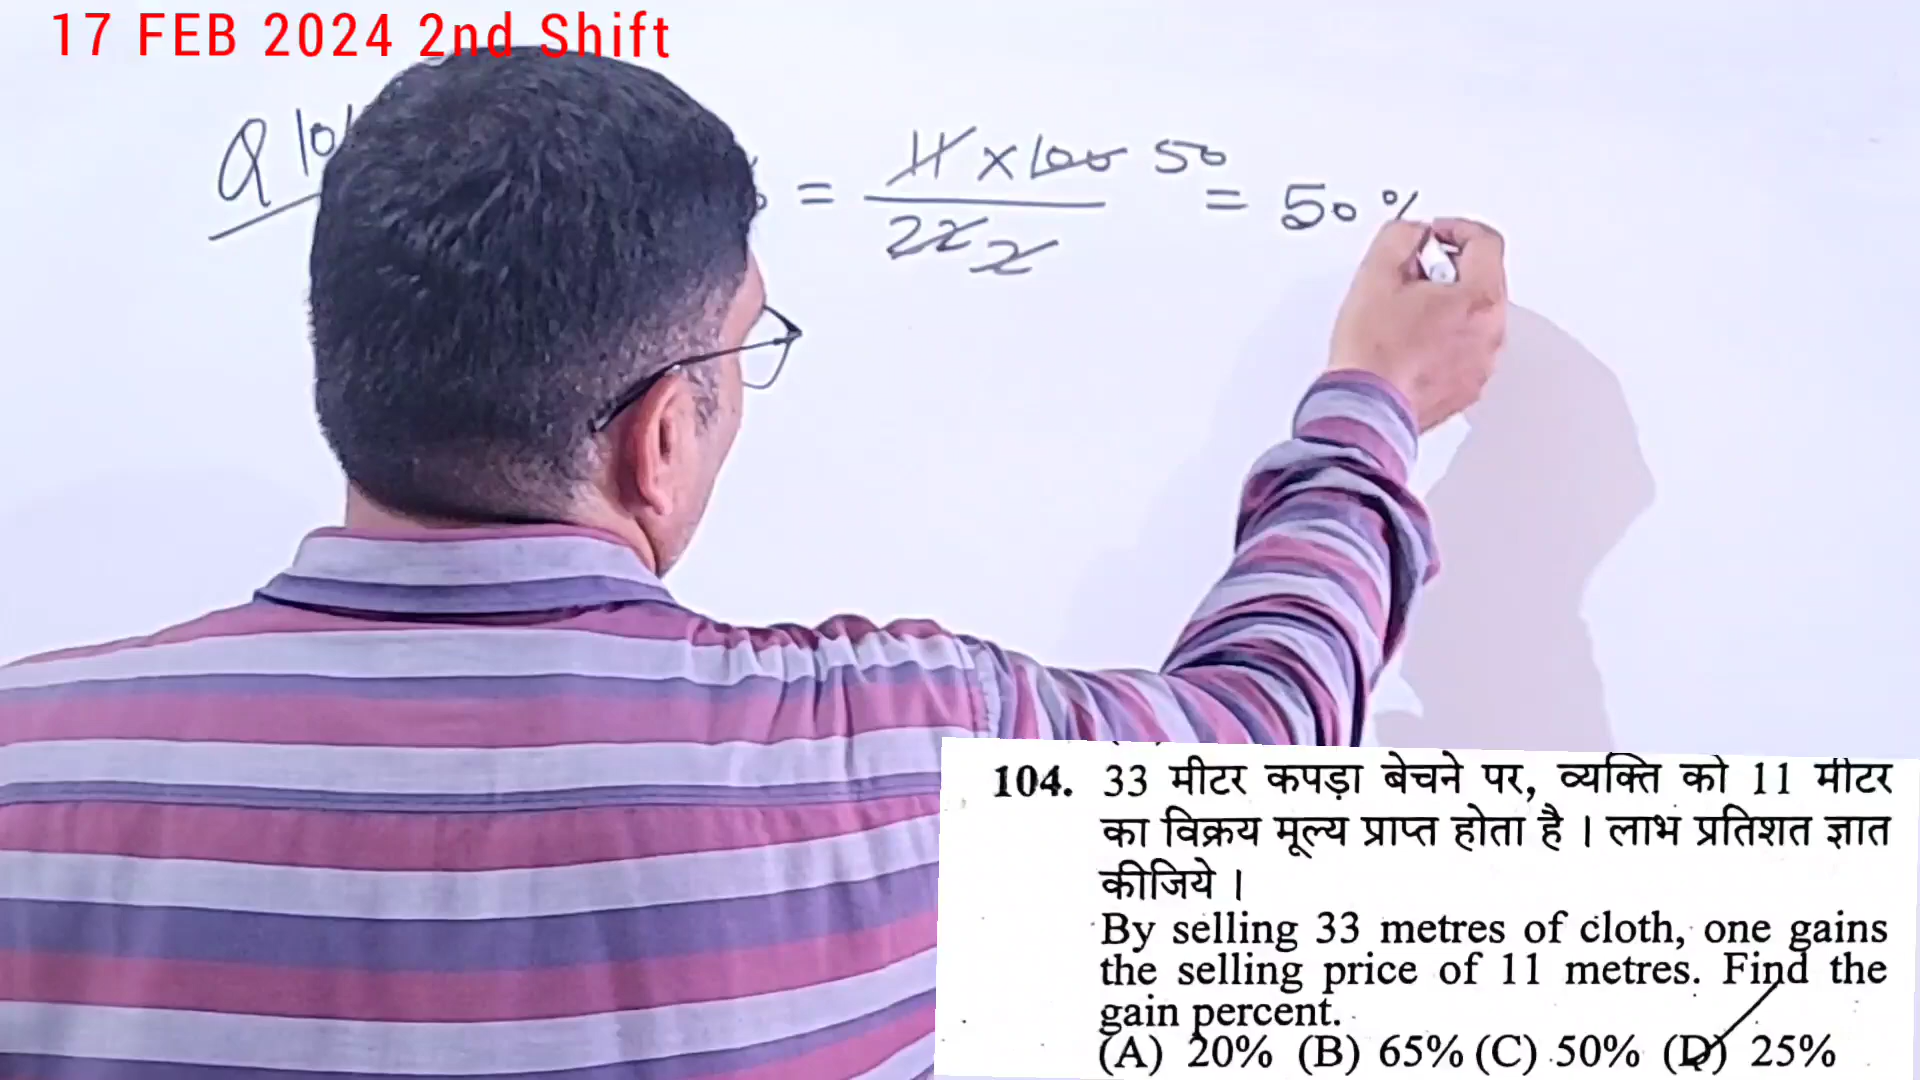 17 FEB 2024 2nd Shift
Q 10
= 11 x 100 50 = 50 %
22 2
104. 33 मीटर कपड़ा बेचने पर, व्यक्ति को 11 मीटर
का विक्रय मूल्य प्राप्त होता है । लाभ प्रतिशत ज्ञात
कीजिये ।
By selling 33 metres of cloth, one gains
the selling price of 11 metres. Find the
gain percent.
(A) 20% (B) 65% (C) 50% (D) 25%